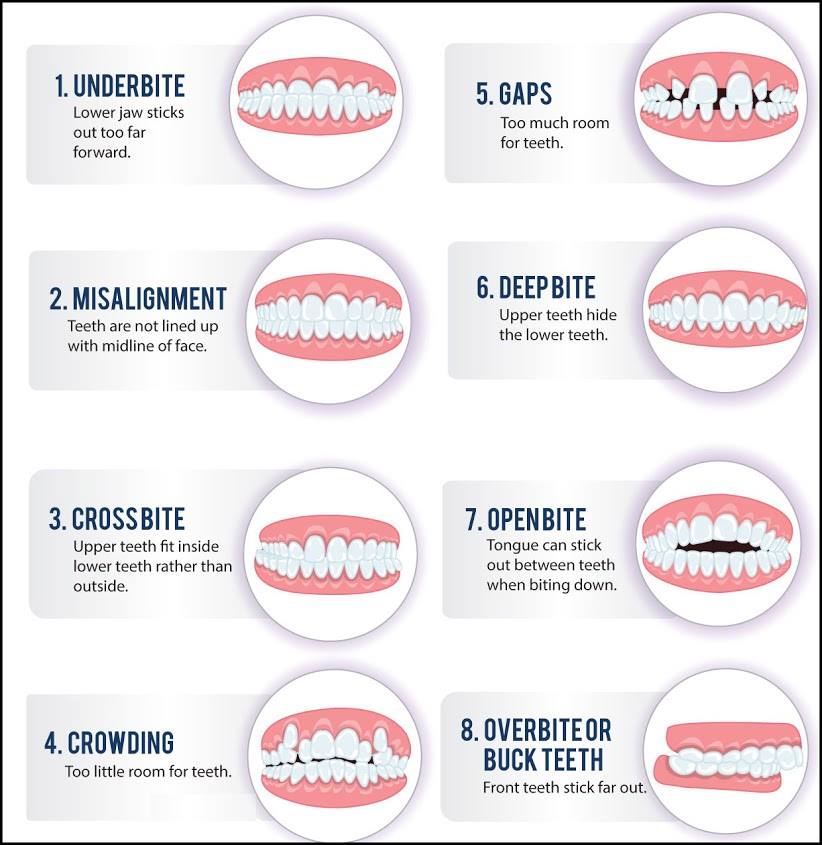 1. UNDERBITE
Lower jaw sticks
out too far
forward.
2. MISALIGNMENT
Teeth are not lined up
with midline of face.
3. CROSSBITE
Upper teeth fit inside
lower teeth rather than
outside.
4. CROWDING
Too little room for teeth.
5. GAPS
Too much room
for teeth.
6. DEEP BITE
Upper teeth hide
the lower teeth.
7. OPEN BITE
Tongue can stick
out between teeth
when biting down.
8. OVERBITE OR
BUCK TEETH
Front teeth stick far out.